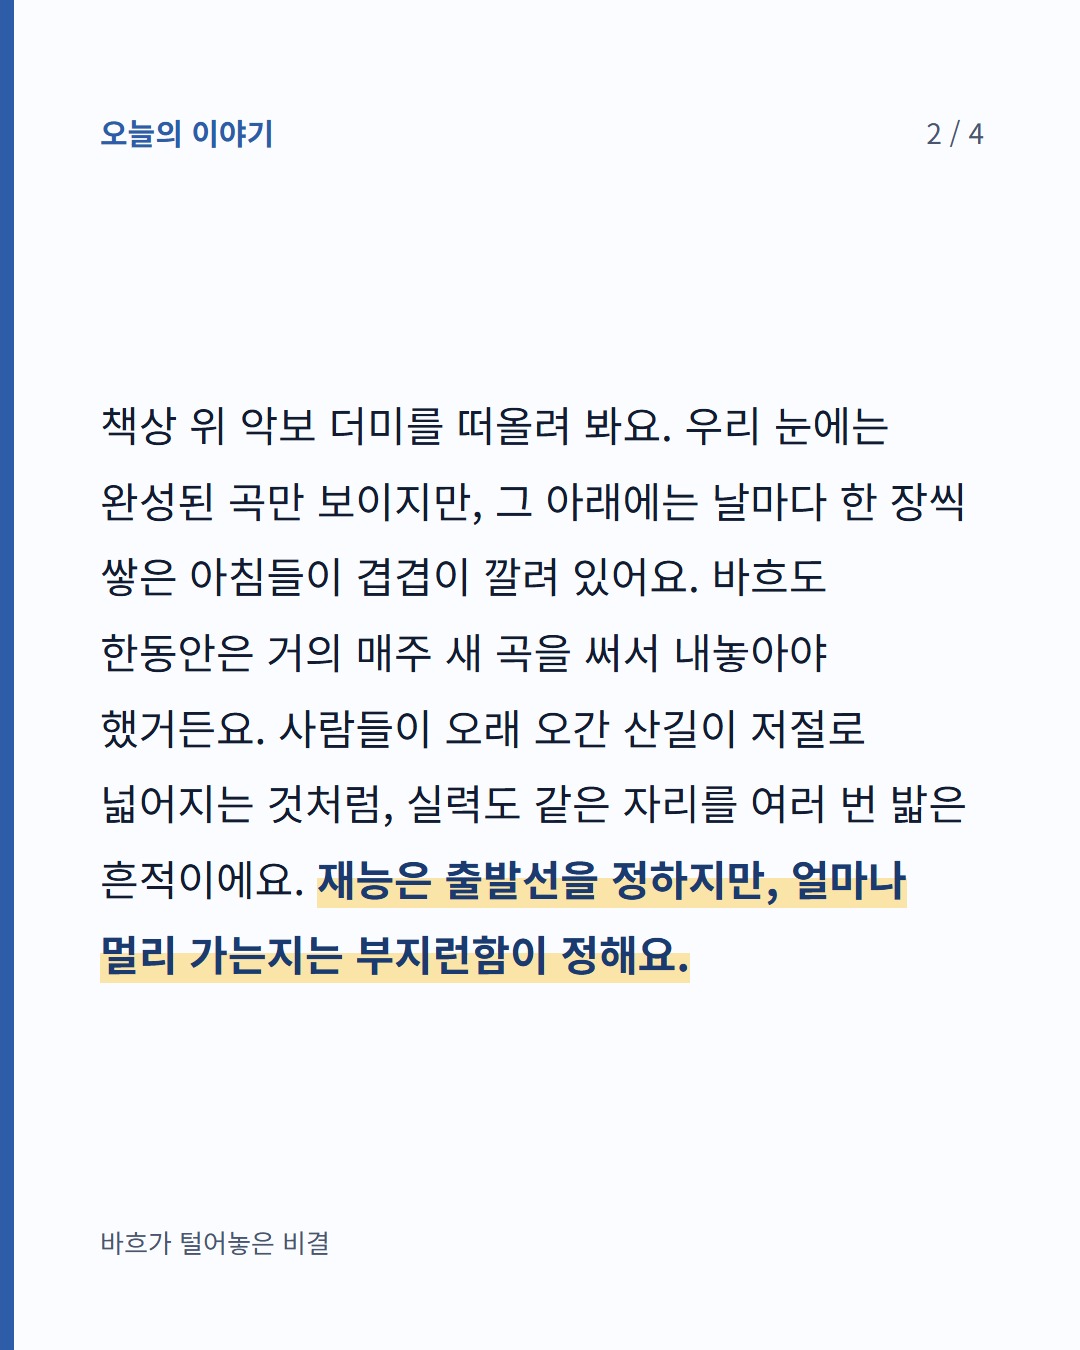 오늘의 이야기
2 / 4
책상 위 악보 더미를 떠올려 봐요. 우리 눈에는
완성된 곡만 보이지만, 그 아래에는 날마다 한 장씩
쌓은 아침들이 겹겹이 깔려 있어요. 바흐도
한동안은 거의 매주 새 곡을 써서 내놓아야
했거든요. 사람들이 오래 오간 산길이 저절로
넓어지는 것처럼, 실력도 같은 자리를 여러 번 밟은
흔적이에요. 재능은 출발선을 정하지만, 얼마나
멀리 가는지는 부지런함이 정해요.
바흐가 털어놓은 비결